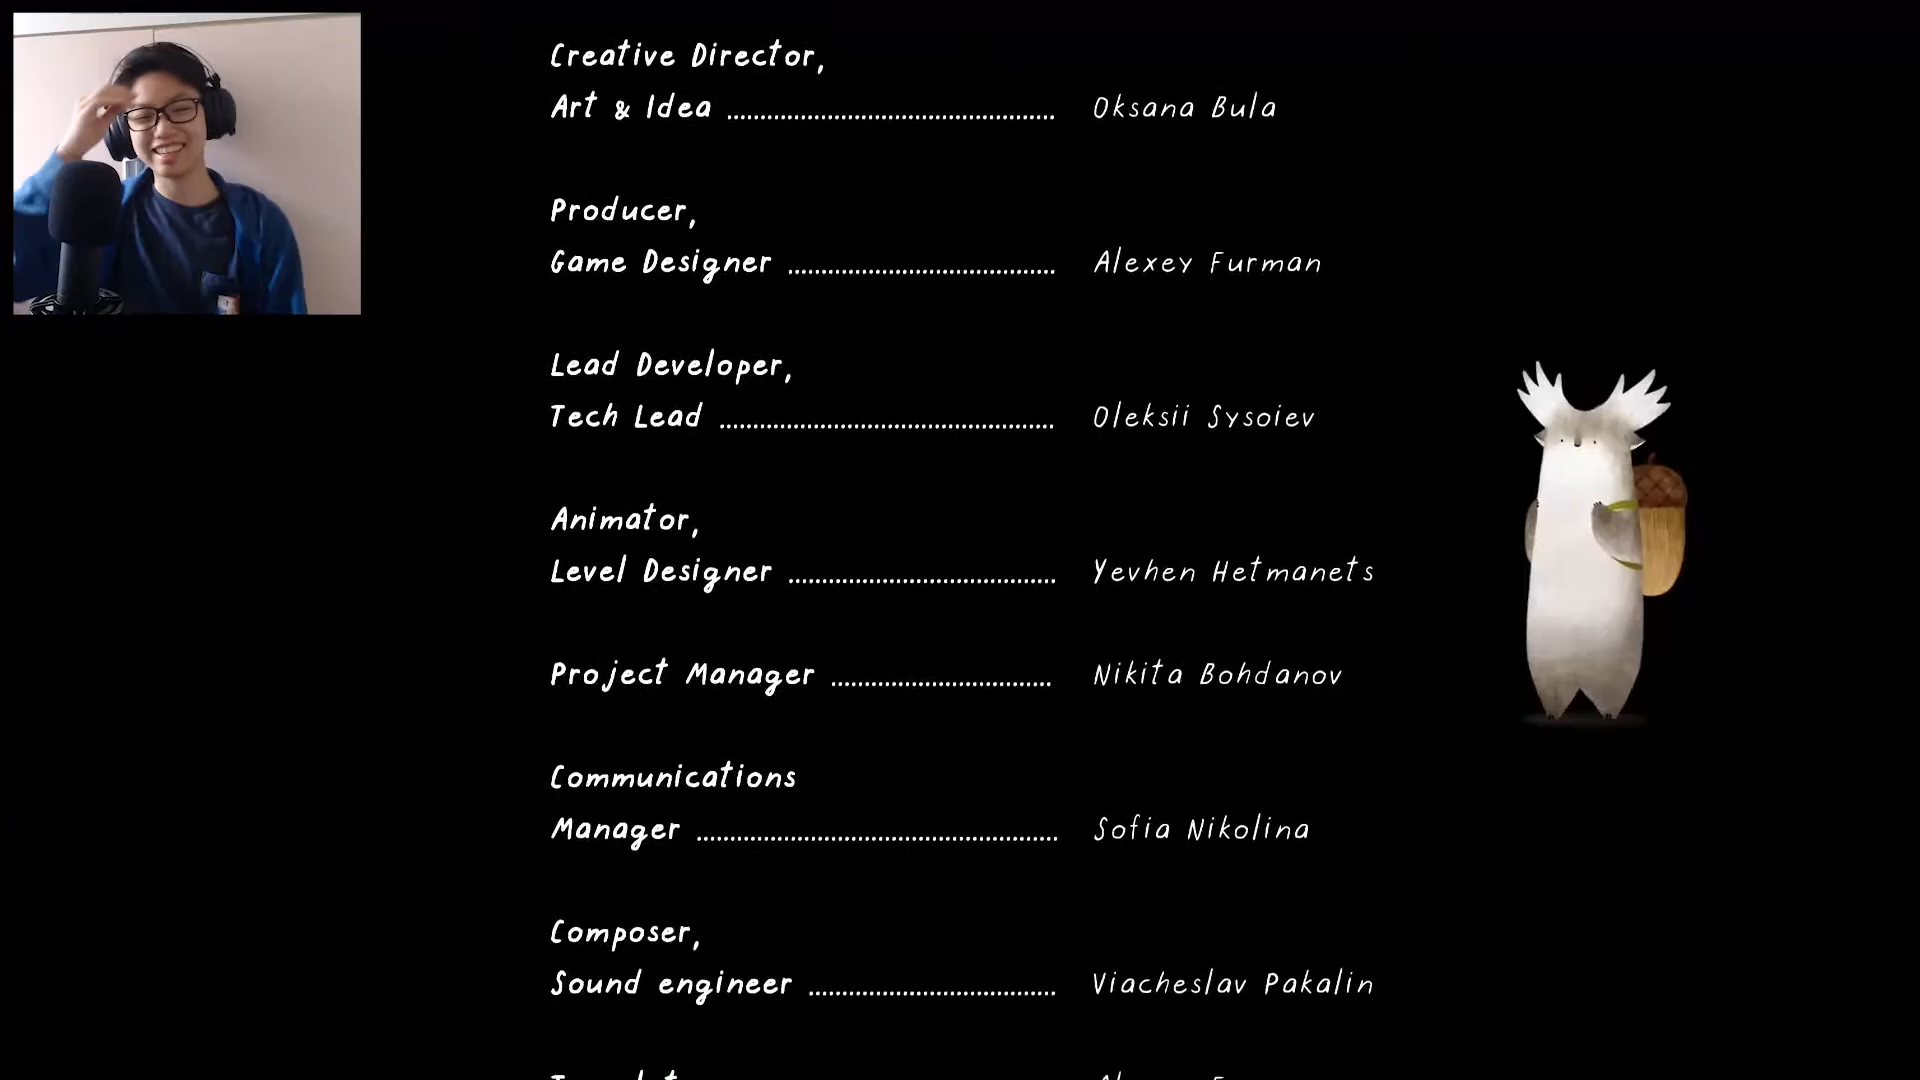 Creative Director,
Art & Idea ................................................ Oksana Bula
Producer,
Game Designer ................................................ Alexey Furman
Lead Developer,
Tech Lead ................................................ Oleksii Sysoiev
Animator,
Level Designer ................................................ Yevhen Hetmanets
Project Manager ................................................ Nikita Bohdanov
Communications
Manager ................................................ Sofia Nikolina
Composer,
Sound engineer ................................................ Viacheslav Pakalin